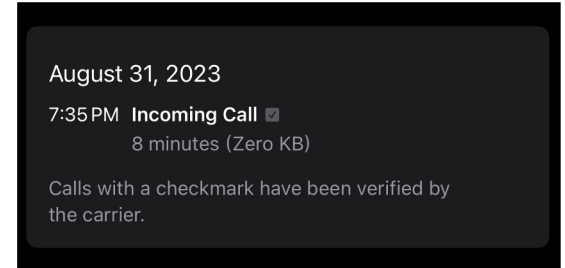 August 31, 2023
7:35 PM Incoming Call
8 minutes (Zero KB)
Calls with a checkmark have been verified by
the carrier.